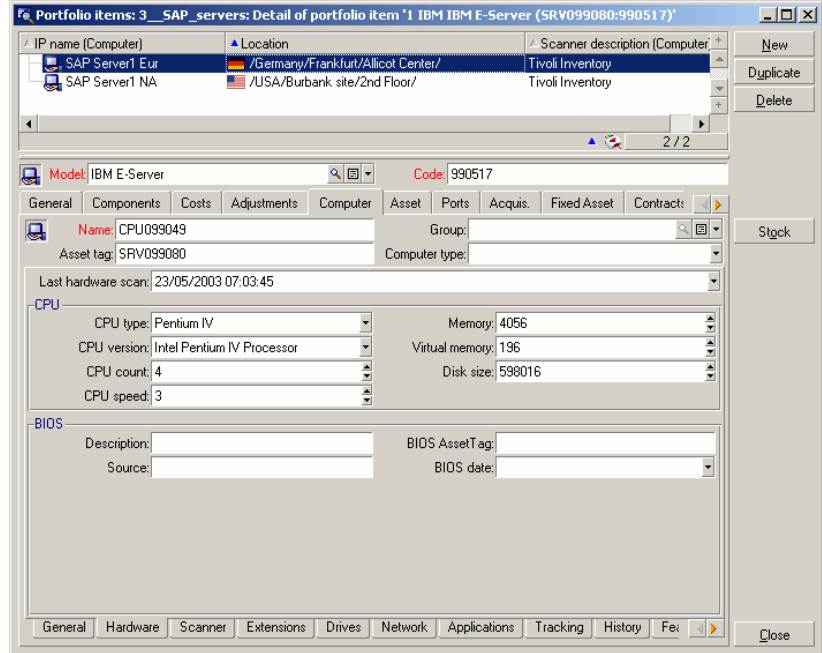 Portfolio items: 3__SAP_servers: Detail of portfolio item '1 IBM IBM E-Server (SRV099080:990517)'
IP name (Computer) Location Scanner description (Computer)
SAP Server1 Eur /Germany/Frankfurt/Allicot Center/ Tivoli Inventory
SAP Server1 NA /USA/Burbank site/2nd Floor/ Tivoli Inventory
2 / 2
New
Duplicate
Delete
Model: IBM E-Server Code: 990517
General Components Costs Adjustments Computer Asset Ports Acquis. Fixed Asset Contracts
Name: CPU099049 Group:
Asset tag: SRV099080 Computer type:
Stock
Last hardware scan: 23/05/2003 07:03:45
CPU
CPU type: Pentium IV Memory: 4056
CPU version: Intel Pentium IV Processor Virtual memory: 196
CPU count: 4 Disk size: 598016
CPU speed: 3
BIOS
Description: BIOS AssetTag:
Source: BIOS date:
General Hardware Scanner Extensions Drives Network Applications Tracking History Fea
Close